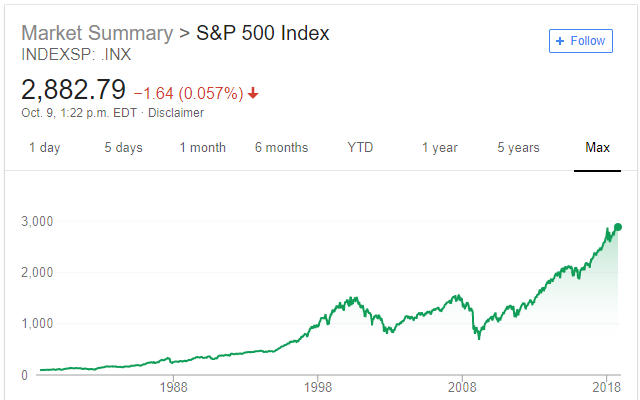 Market Summary > S&P 500 Index
INDEXSP: .INX
+ Follow
2,882.79 −1.64 (0.057%)
Oct. 9, 1:22 p.m. EDT · Disclaimer
1 day 5 days 1 month 6 months YTD 1 year 5 years Max
3,000
2,000
1,000
0
1988 1998 2008 2018